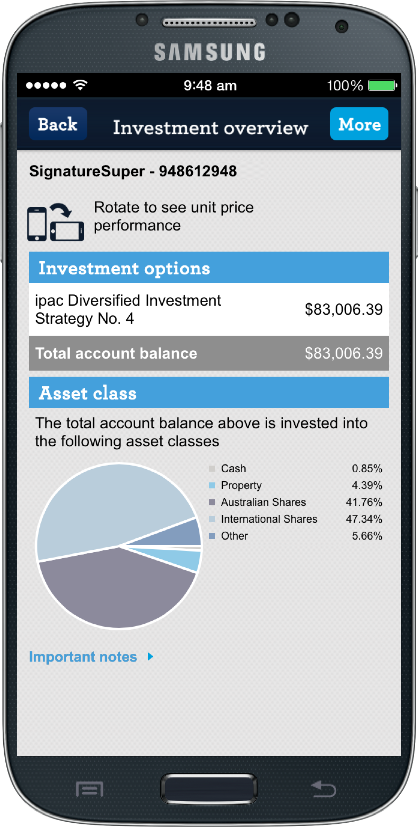 SAMSUNG
9:48 am 100%
Back Investment overview More
SignatureSuper - 948612948
Rotate to see unit price
performance
Investment options
ipac Diversified Investment
Strategy No. 4 $83,006.39
Total account balance $83,006.39
Asset class
The total account balance above is invested into
the following asset classes
Cash 0.85%
Property 4.39%
Australian Shares 41.76%
International Shares 47.34%
Other 5.66%
Important notes